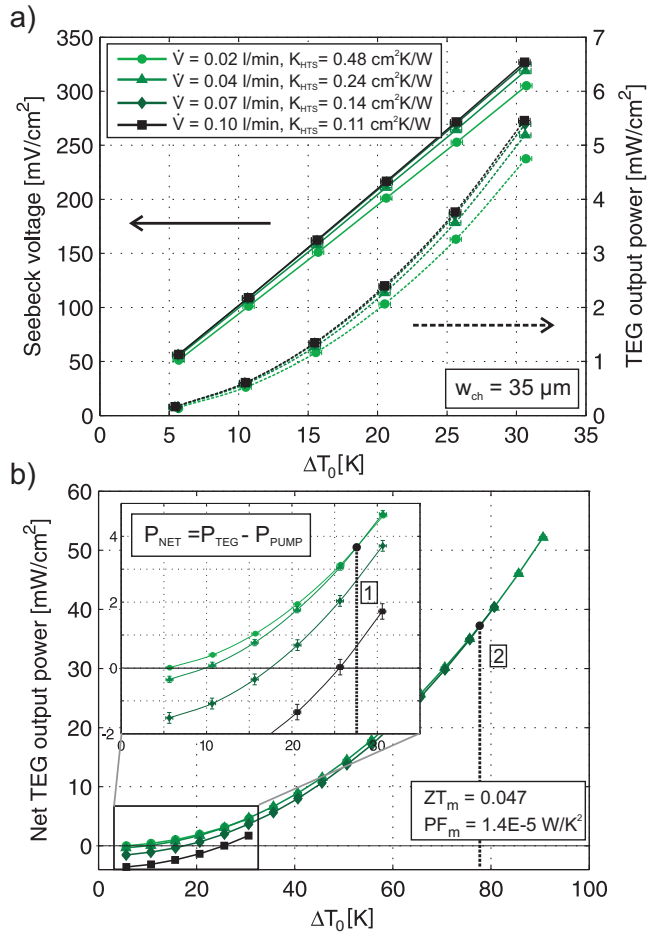 a)
350
300
250
200
150
100
50
0
Seebeck voltage [mV/cm²]
V̇ = 0.02 l/min, K_HTS = 0.48 cm²K/W
V̇ = 0.04 l/min, K_HTS = 0.24 cm²K/W
V̇ = 0.07 l/min, K_HTS = 0.14 cm²K/W
V̇ = 0.10 l/min, K_HTS = 0.11 cm²K/W
7
6
5
4
3
2
1
0
TEG output power [mW/cm²]
w_ch = 35 µm
0 5 10 15 20 25 30 35
ΔT₀ [K]
b)
60
50
40
30
20
10
0
Net TEG output power [mW/cm²]
P_NET = P_TEG - P_PUMP
4
2
0
-2
0 10 20 30
1
2
ZT_m = 0.047
PF_m = 1.4E-5 W/K²
0 20 40 60 80 100
ΔT₀ [K]